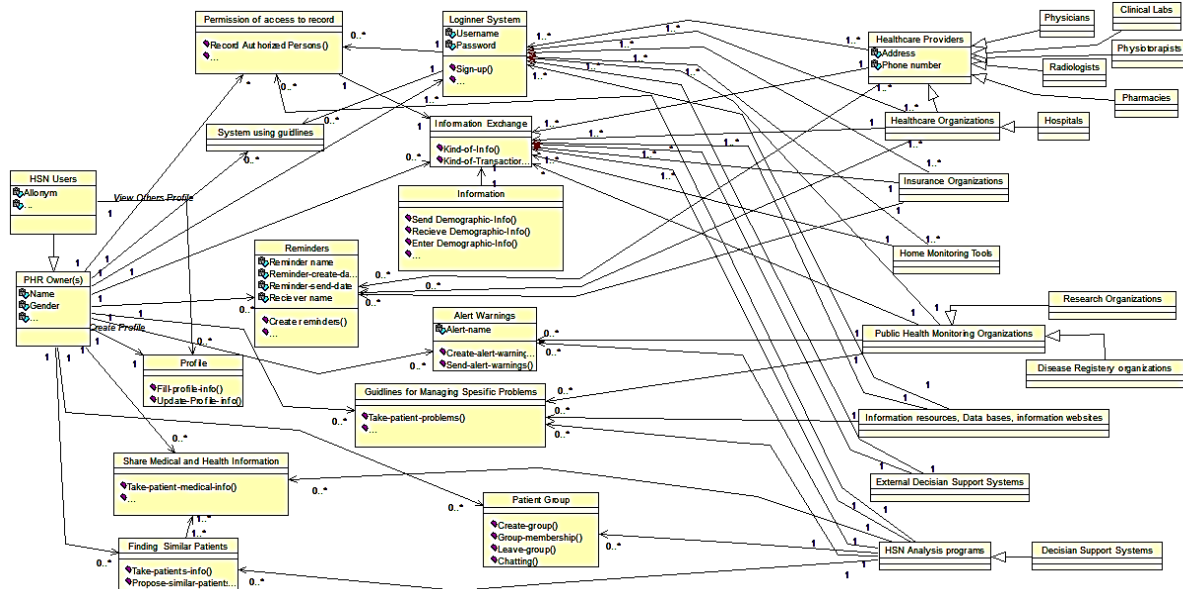 Permission of access to record
Record Authorized Persons()
...
Loginner System
Username
Password
Sign-up()
...
Healthcare Providers
Address
Phone number
Physicians
Clinical Labs
Physiotorapists
Radiologists
Pharmacies
Healthcare Organizations
Hospitals
System using guidlines
Information Exchange
Kind-of-Info()
Kind-of-Transaction...
Insurance Organizations
HSN Users
Allonym
...
View Others Profile
Information
Send Demographic-Info()
Recieve Demographic-Info()
Enter Demographic-Info()
...
Home Monitoring Tools
PHR Owner(s)
Name
Gender
...
Reminders
Reminder name
Reminder-create-da...
Reminder-send-date
Reciever name
Create reminders()
...
Research Organizations
Create Profile
Alert Warnings
Alert-name
Create-alert-warning...
Send-alert-warnings()
Public Health Monitoring Organizations
Disease Registery organizations
Profile
Fill-profile-info()
Update-Profile-info()
Guidlines for Managing Spesific Problems
Take-patient-problems()
...
Information resources, Data bases, information websites
Share Medical and Health Information
Take-patient-medical-info()
...
External Decisian Support Systems
Patient Group
Create-group()
Group-membership()
Leave-group()
Chatting()
Finding Similar Patients
Take-patients-info()
Propose-similar-patients...
HSN Analysis programs
Decisian Support Systems